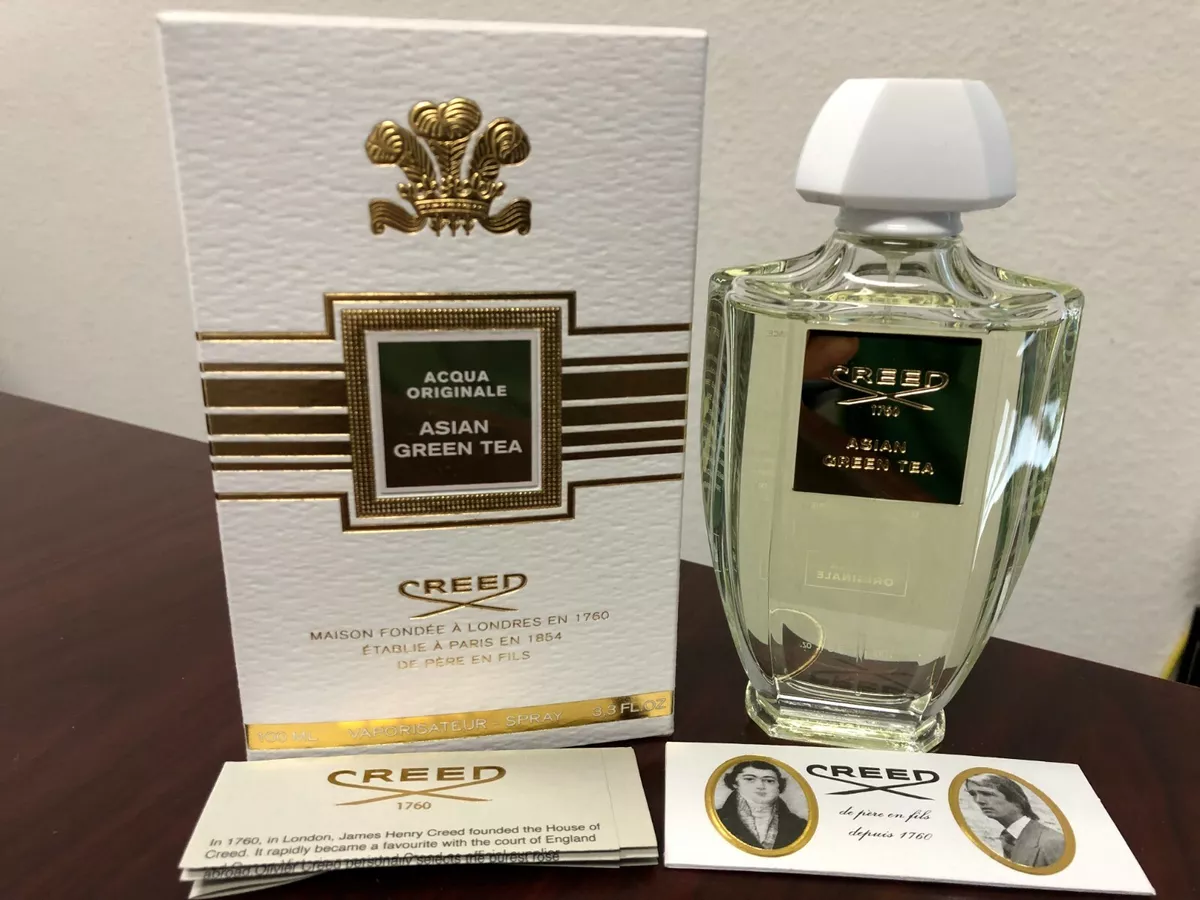 ACQUA
ORIGINALE
ASIAN
GREEN TEA
CREED
MAISON FONDÉE À LONDRES EN 1760
ÉTABLIE À PARIS EN 1854
DE PÈRE EN FILS
100 ML VAPORISATEUR - SPRAY 3.3 FL.OZ
CREED
1760
ASIAN
GREEN TEA
ORIGINALE
CREED
1760
In 1760, in London, James Henry Creed founded the House of
Creed. It rapidly became a favourite with the court of England
CREED
de père en fils
depuis 1760